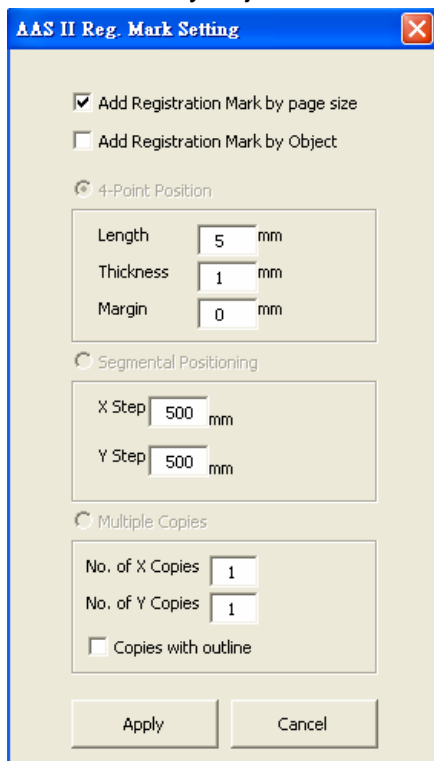 AAS II Reg. Mark Setting
Add Registration Mark by page size
Add Registration Mark by Object
4-Point Position
Length 5 mm
Thickness 1 mm
Margin 0 mm
Segmental Positioning
X Step 500 mm
Y Step 500 mm
Multiple Copies
No. of X Copies 1
No. of Y Copies 1
Copies with outline
Apply Cancel